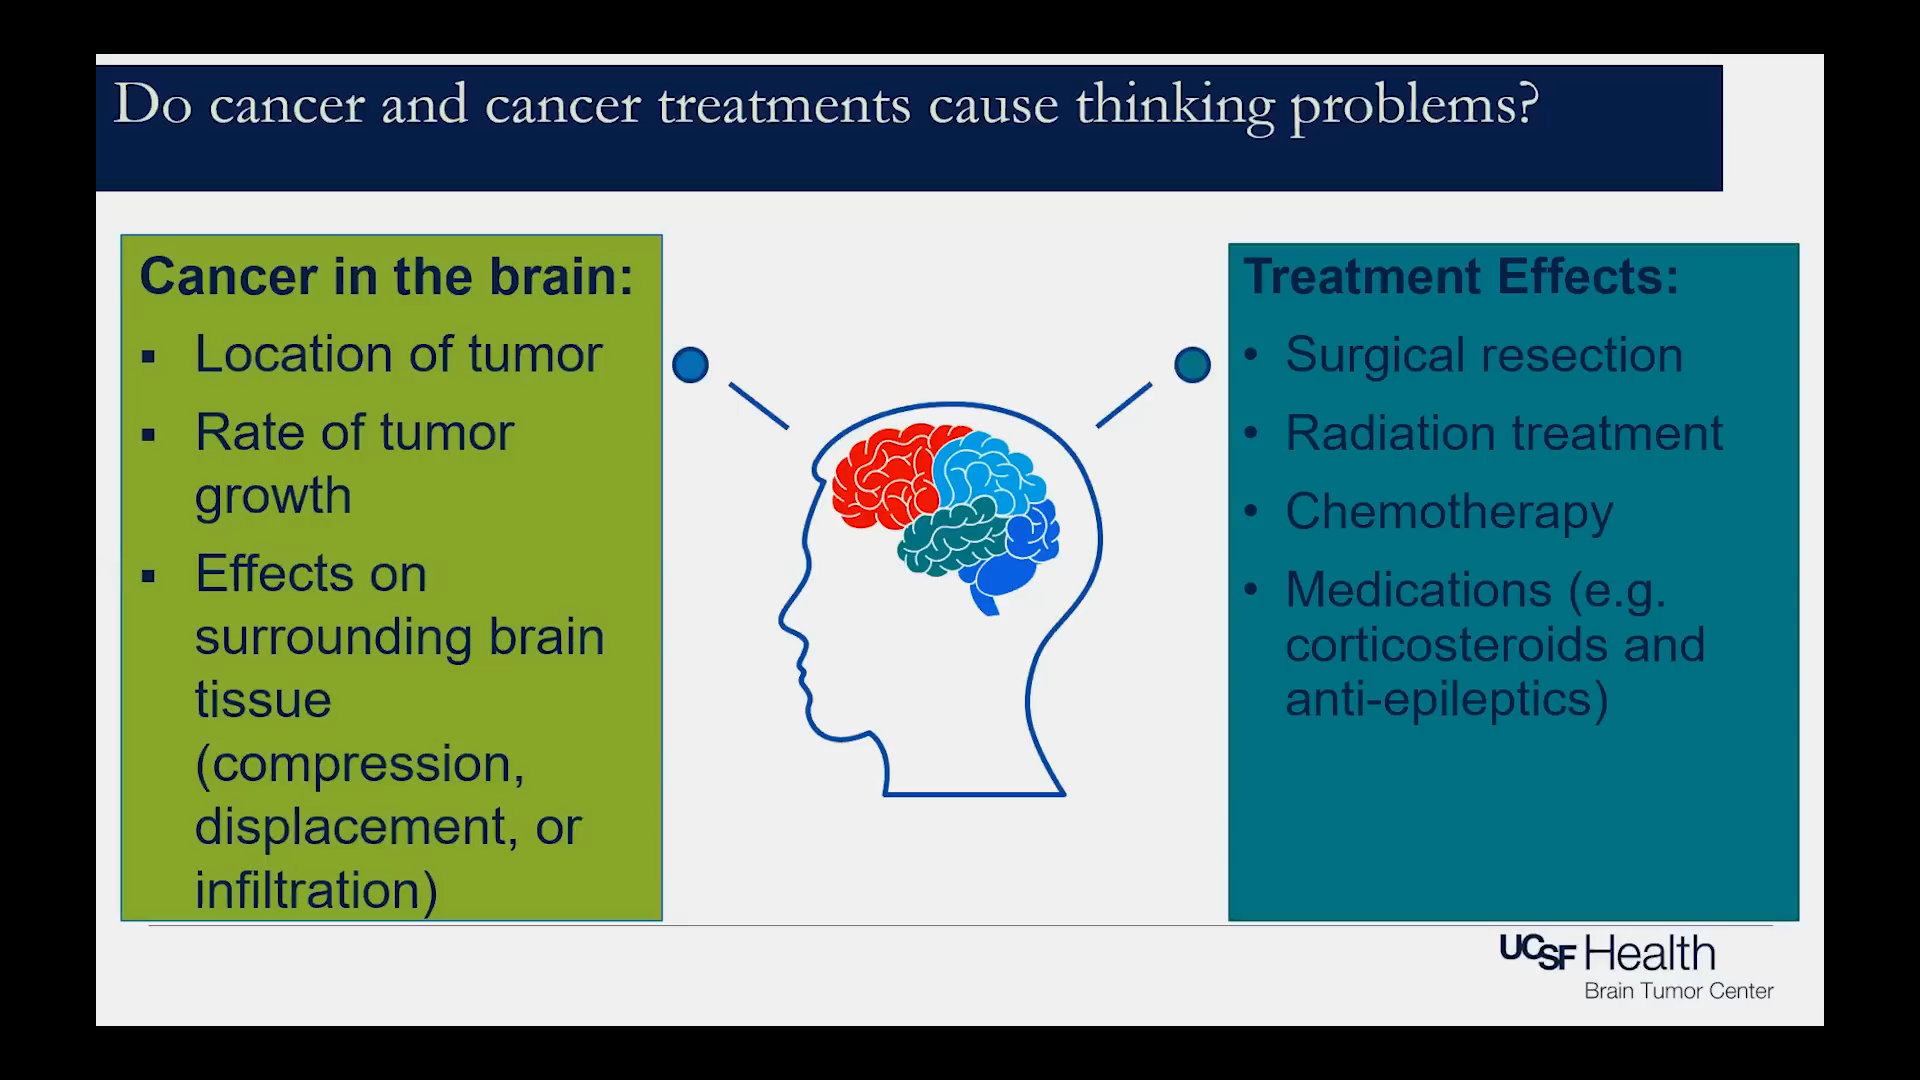 Do cancer and cancer treatments cause thinking problems?
Cancer in the brain:
▪ Location of tumor
▪ Rate of tumor
growth
▪ Effects on
surrounding brain
tissue
(compression,
displacement, or
infiltration)
Treatment Effects:
• Surgical resection
• Radiation treatment
• Chemotherapy
• Medications (e.g.
corticosteroids and
anti-epileptics)
UCSF Health
Brain Tumor Center